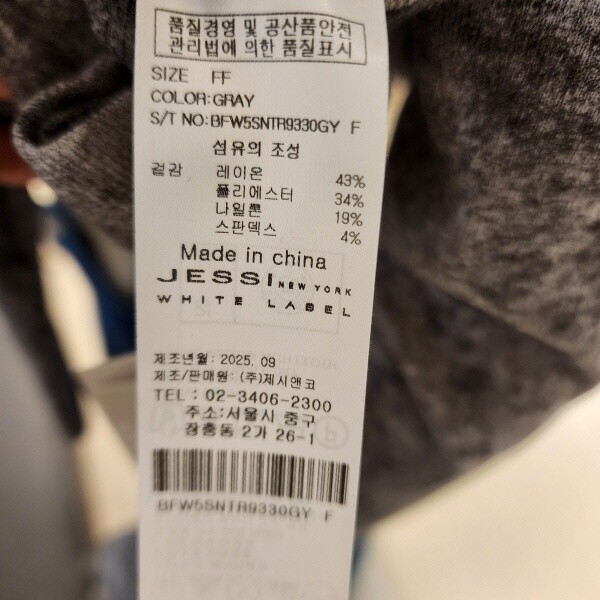 품질경영 및 공산품안전
관리법에 의한 품질표시
SIZE FF
COLOR:GRAY
S/T NO:BFW5SNTR9330GY F
섬유의 조성
겉감 레이온 43%
폴리에스터 34%
나일론 19%
스판덱스 4%
Made in china
JESSI NEW YORK
WHITE LABEL
제조년월: 2025. 09
제조/판매원: (주)제시앤코
TEL : 02-3406-2300
주소:서울시 중구
장충동 2가 26-1
BFW5SNTR9330GY F